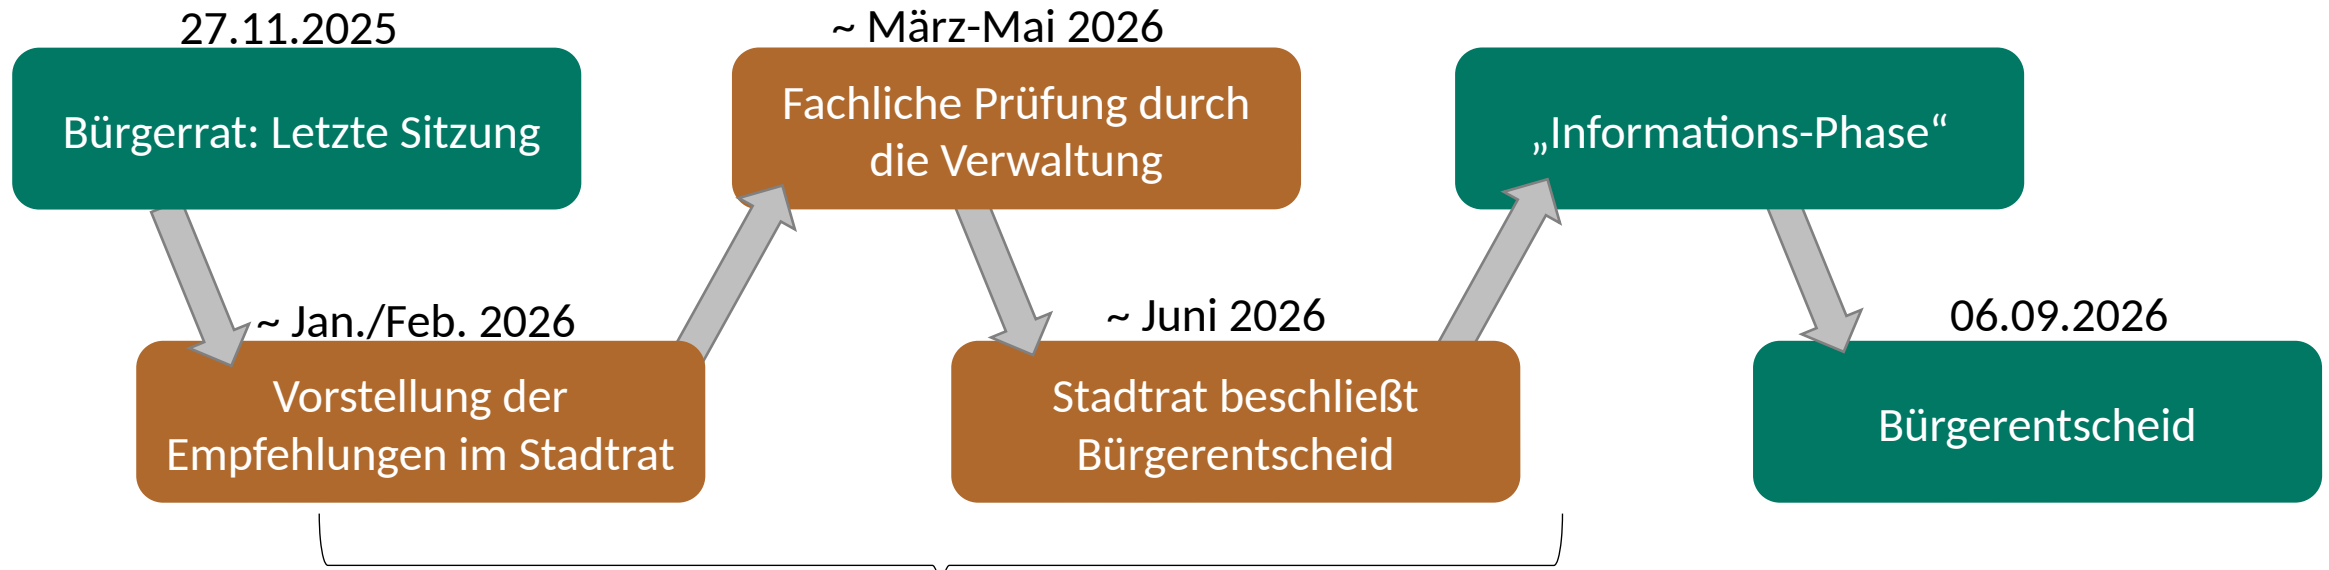 27.11.2025
Bürgerrat: Letzte Sitzung
~ Jan./Feb. 2026
Vorstellung der
Empfehlungen im Stadtrat
~ März-Mai 2026
Fachliche Prüfung durch
die Verwaltung
~ Juni 2026
Stadtrat beschließt
Bürgerentscheid
„Informations-Phase“
06.09.2026
Bürgerentscheid